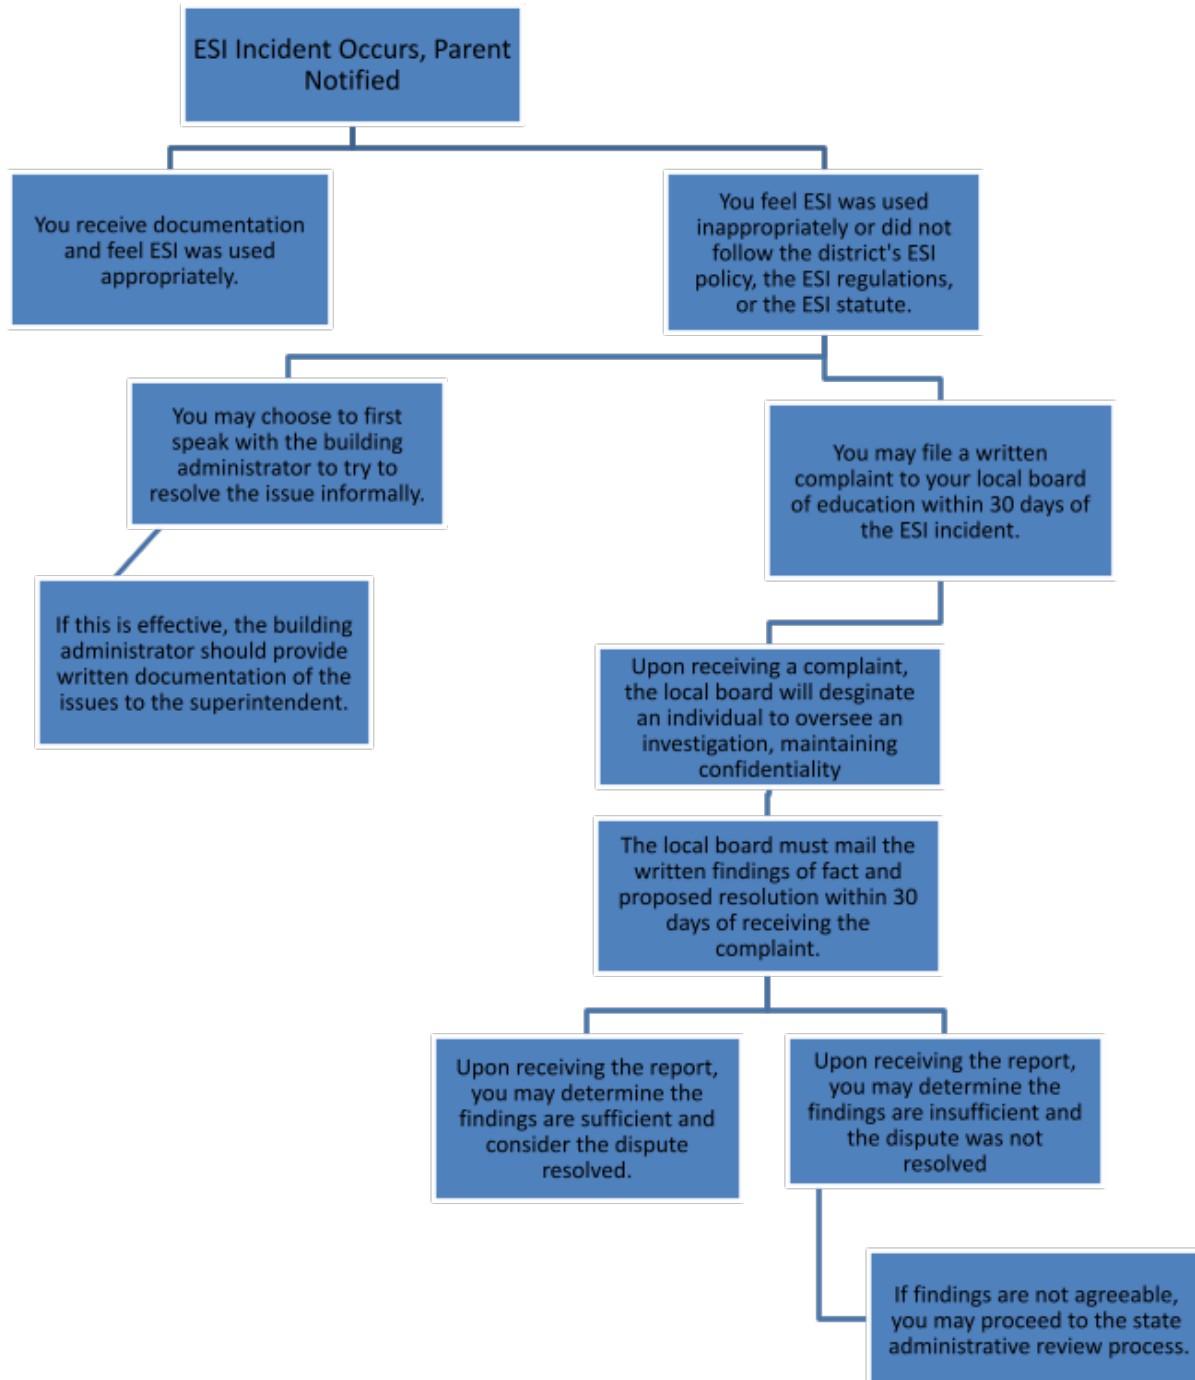 ESI Incident Occurs, Parent
Notified
You receive documentation
and feel ESI was used
appropriately.
You feel ESI was used
inappropriately or did not
follow the district's ESI
policy, the ESI regulations,
or the ESI statute.
You may choose to first
speak with the building
administrator to try to
resolve the issue informally.
You may file a written
complaint to your local board
of education within 30 days of
the ESI incident.
If this is effective, the building
administrator should provide
written documentation of the
issues to the superintendent.
Upon receiving a complaint,
the local board will desginate
an individual to oversee an
investigation, maintaining
confidentiality
The local board must mail the
written findings of fact and
proposed resolution within 30
days of receiving the
complaint.
Upon receiving the report,
you may determine the
findings are sufficient and
consider the dispute
resolved.
Upon receiving the report,
you may determine the
findings are insufficient and
the dispute was not
resolved
If findings are not agreeable,
you may proceed to the state
administrative review process.